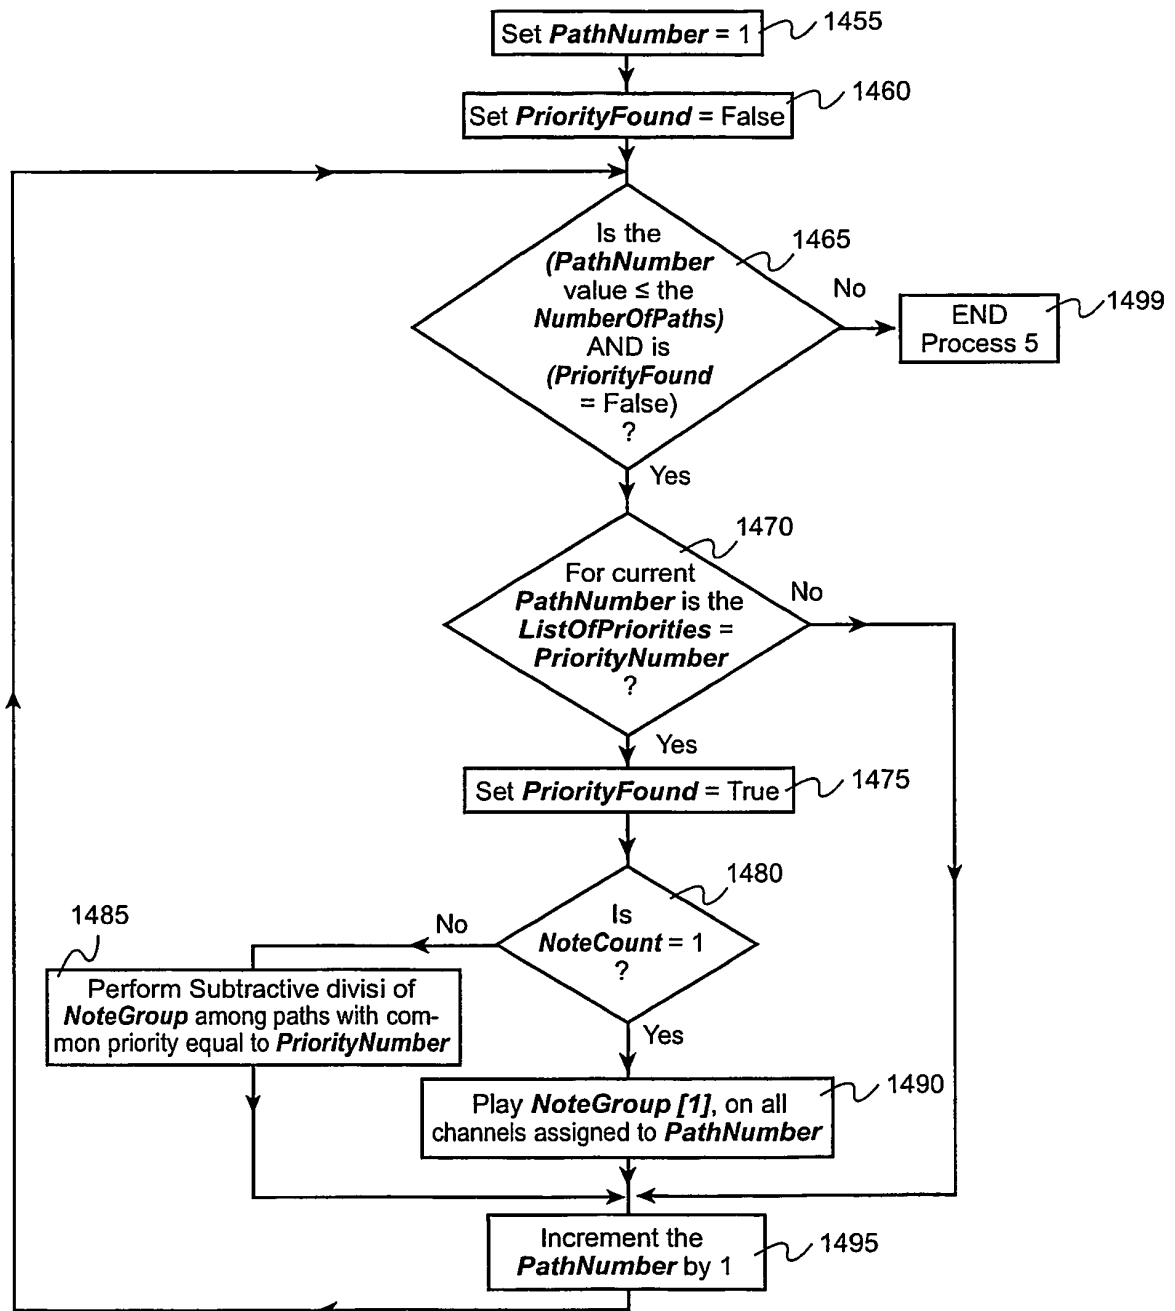 Set PathNumber = 1
1455
Set PriorityFound = False
1460
Is the
(PathNumber
value ≤ the
NumberOfPaths)
AND is
(PriorityFound
= False)
?
1465
No
END
Process 5
1499
Yes
For current
PathNumber is the
ListOfPriorities =
PriorityNumber
?
1470
No
Yes
Set PriorityFound = True
1475
Is
NoteCount = 1
?
1480
No
1485
Perform Subtractive divisi of
NoteGroup among paths with com-
mon priority equal to PriorityNumber
Yes
Play NoteGroup [1], on all
channels assigned to PathNumber
1490
Increment the
PathNumber by 1
1495